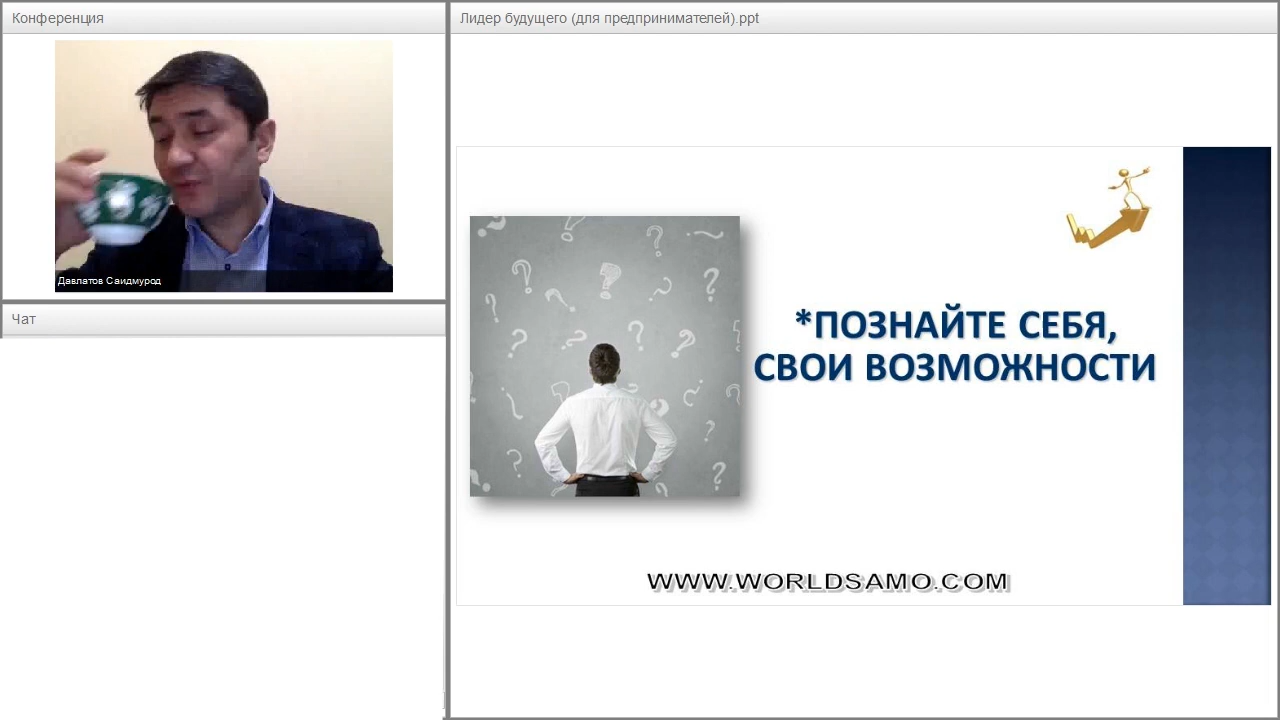 Конференция
Давлатов Саидмурод
Чат
Лидер будущего (для предпринимателей).ppt
*ПОЗНАЙТЕ СЕБЯ,
СВОИ ВОЗМОЖНОСТИ
WWW.WORLDSAMO.COM